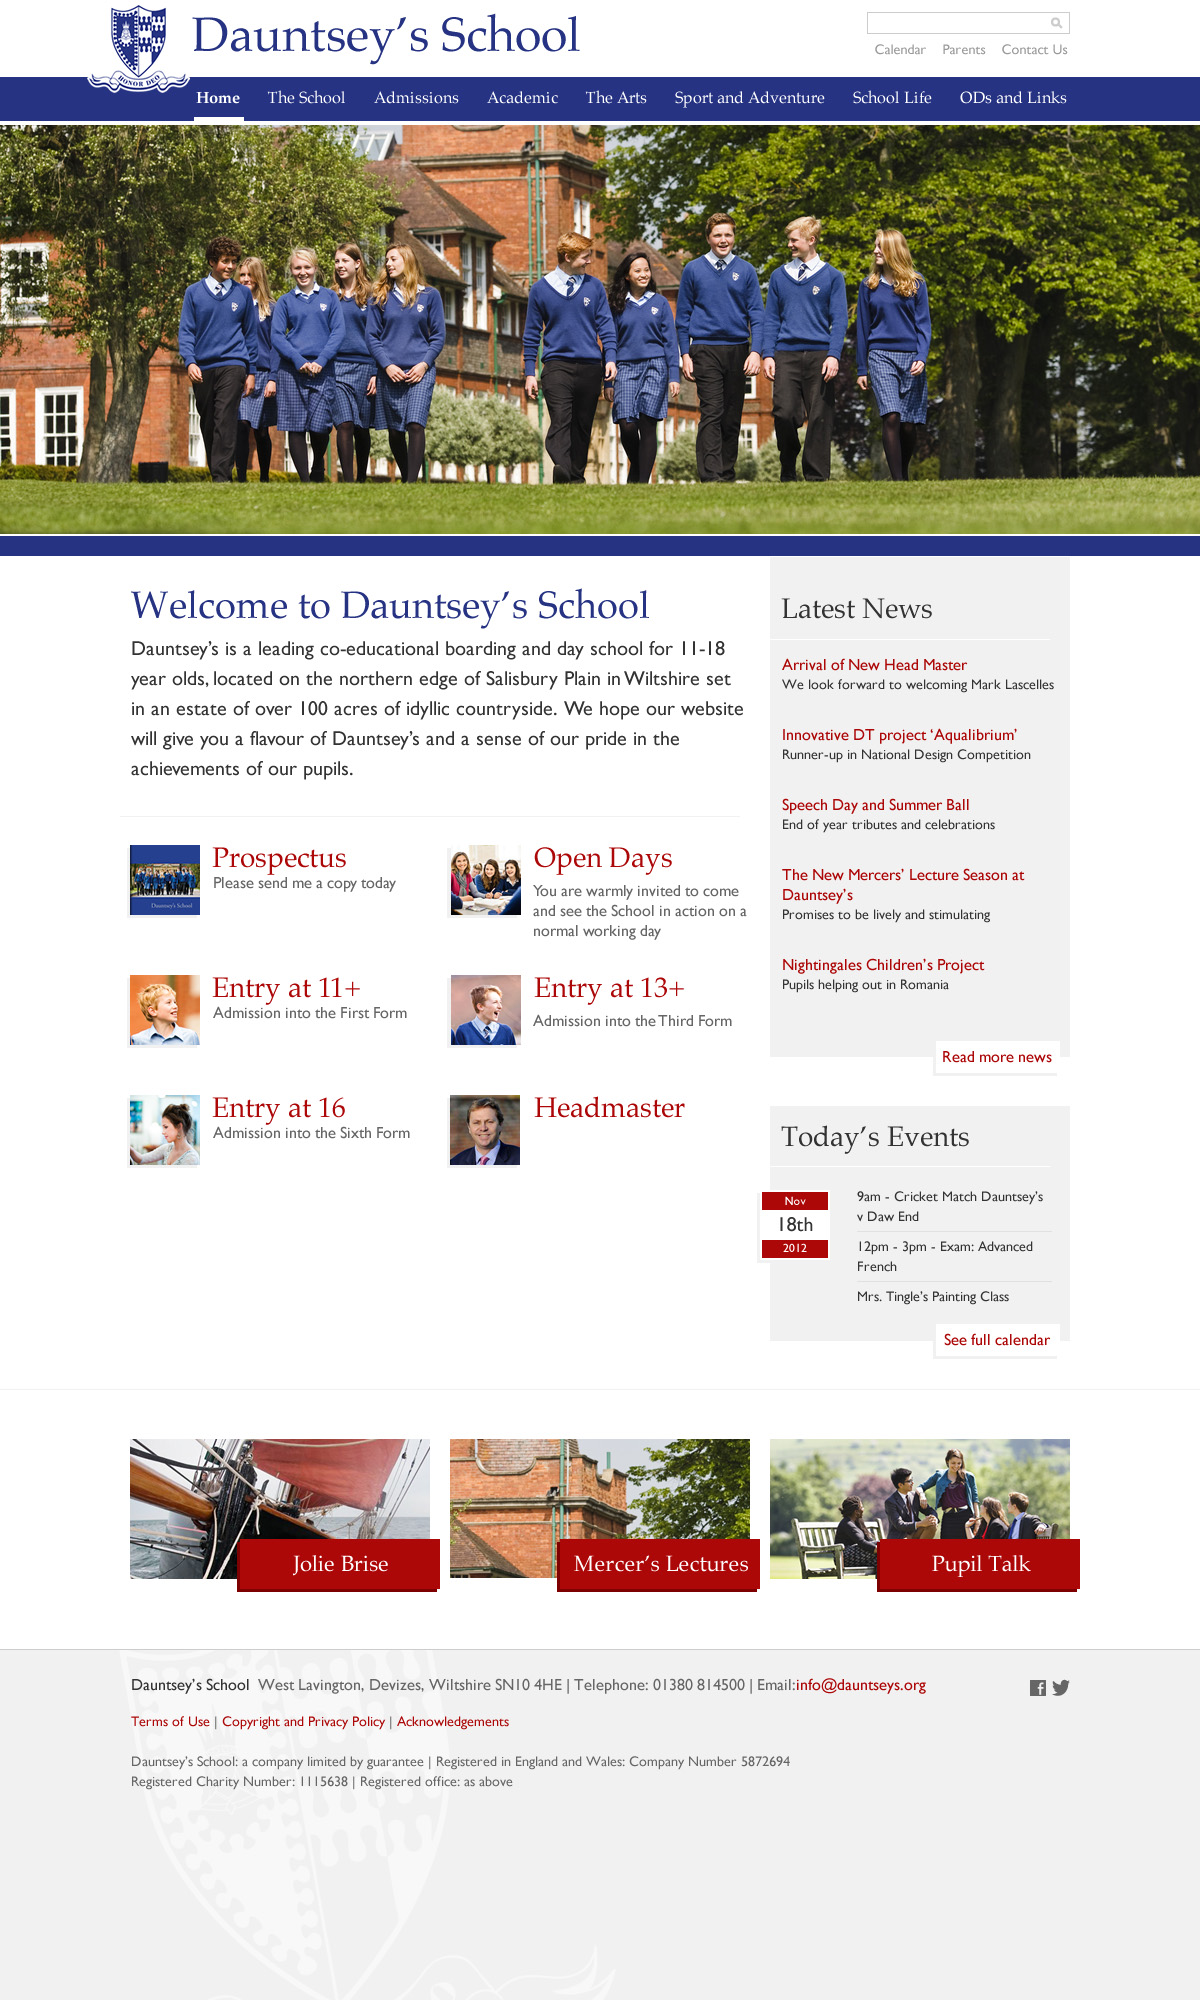 Dauntsey's School
HONOR DEO
Calendar Parents Contact Us
Home The School Admissions Academic The Arts Sport and Adventure School Life ODs and Links
Welcome to Dauntsey's School
Dauntsey's is a leading co-educational boarding and day school for 11-18
year olds, located on the northern edge of Salisbury Plain in Wiltshire set
in an estate of over 100 acres of idyllic countryside. We hope our website
will give you a flavour of Dauntsey's and a sense of our pride in the
achievements of our pupils.
Dauntsey's School
Prospectus
Please send me a copy today
Open Days
You are warmly invited to come
and see the School in action on a
normal working day
Entry at 11+
Admission into the First Form
Entry at 13+
Admission into the Third Form
Entry at 16
Admission into the Sixth Form
Headmaster
Latest News
Arrival of New Head Master
We look forward to welcoming Mark Lascelles
Innovative DT project ‘Aqualibrium’
Runner-up in National Design Competition
Speech Day and Summer Ball
End of year tributes and celebrations
The New Mercers’ Lecture Season at
Dauntsey’s
Promises to be lively and stimulating
Nightingales Children’s Project
Pupils helping out in Romania
Read more news
Today’s Events
Nov
18th
2012
9am - Cricket Match Dauntsey's
v Daw End
12pm - 3pm - Exam: Advanced
French
Mrs. Tingle's Painting Class
See full calendar
Jolie Brise
Mercer’s Lectures
Pupil Talk
Dauntsey’s School West Lavington, Devizes, Wiltshire SN10 4HE | Telephone: 01380 814500 | Email:info@dauntseys.org
Terms of Use | Copyright and Privacy Policy | Acknowledgements
Dauntsey's School: a company limited by guarantee | Registered in England and Wales: Company Number 5872694
Registered Charity Number: 1115638 | Registered office: as above